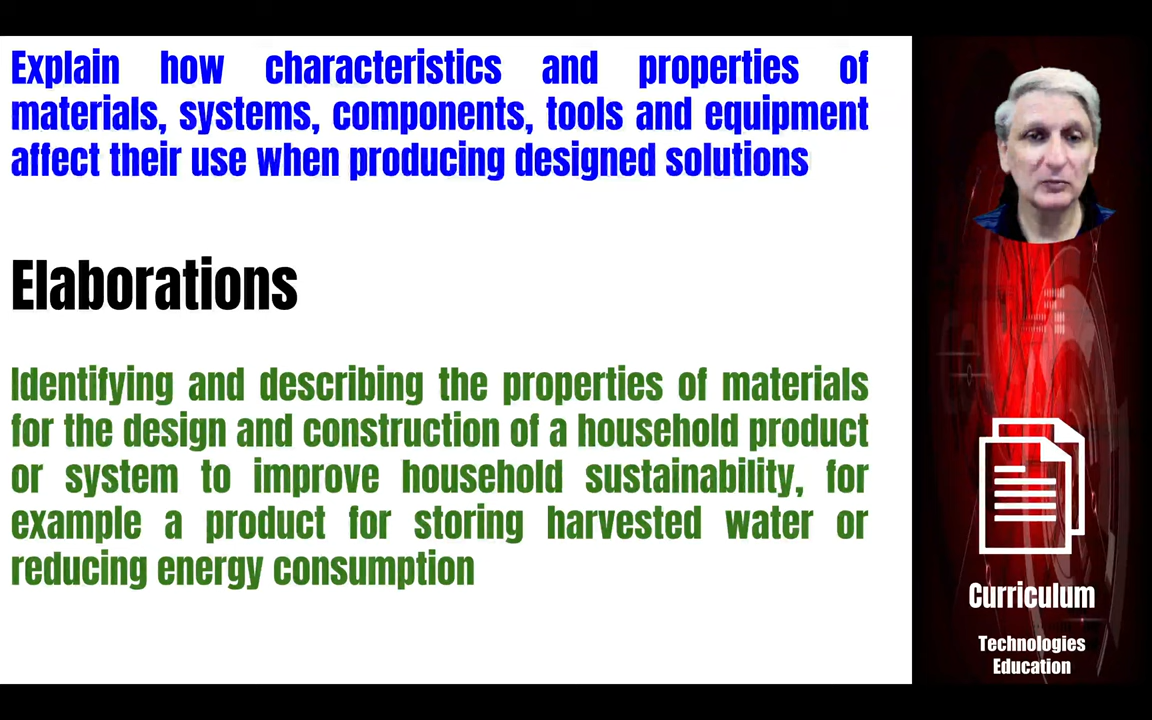 Explain how characteristics and properties of
materials, systems, components, tools and equipment
affect their use when producing designed solutions
Elaborations
Identifying and describing the properties of materials
for the design and construction of a household product
or system to improve household sustainability, for
example a product for storing harvested water or
reducing energy consumption
Curriculum
Technologies
Education